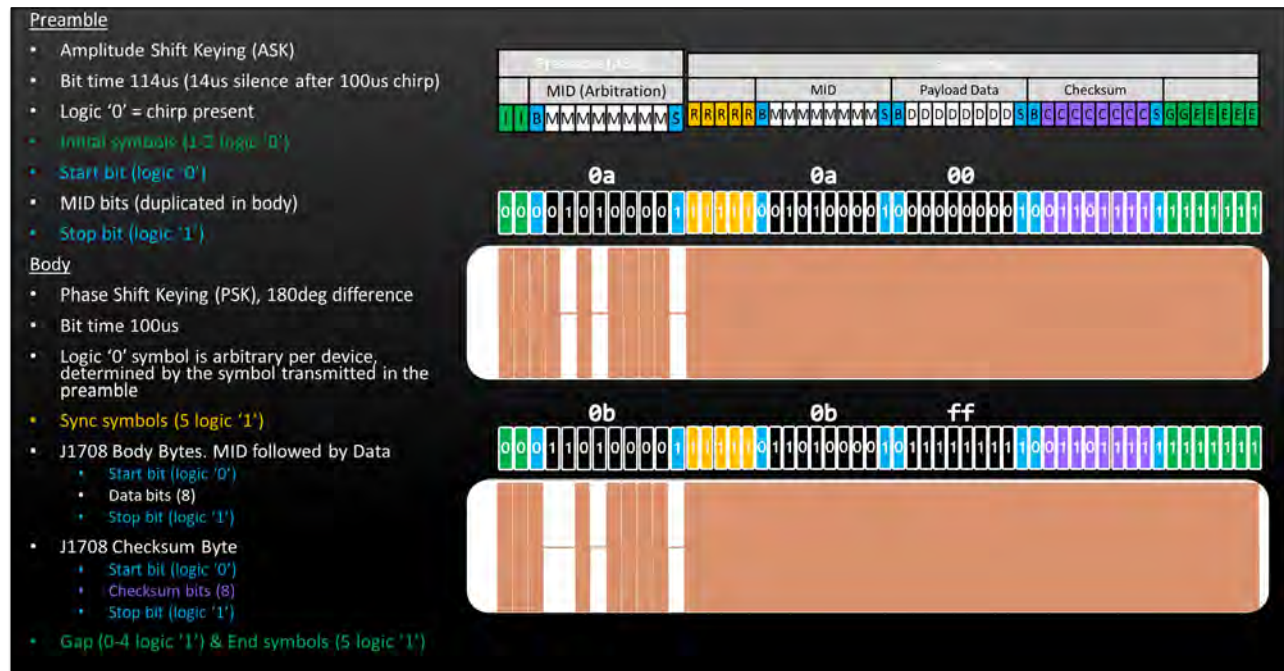 Preamble
• Amplitude Shift Keying (ASK)
• Bit time 114us (14us silence after 100us chirp)
• Logic ‘0’ = chirp present
• Initial symbols (1-2 logic ‘0’)
• Start bit (logic ‘0’)
• MID bits (duplicated in body)
• Stop bit (logic ‘1’)
Body
• Phase Shift Keying (PSK), 180deg difference
• Bit time 100us
• Logic ‘0’ symbol is arbitrary per device,
determined by the symbol transmitted in the
preamble
• Sync symbols (5 logic ‘1’)
• J1708 Body Bytes. MID followed by Data
• Start bit (logic ‘0’)
• Data bits (8)
• Stop bit (logic ‘1’)
• J1708 Checksum Byte
• Start bit (logic ‘0’)
• Checksum bits (8)
• Stop bit (logic ‘1’)
• Gap (0-4 logic ‘1’) & End symbols (5 logic ‘1’)
MID (Arbitration) MID Payload Data Checksum
I I B M M M M M M M M S R R R R R B M M M M M M M M S B D D D D D D D D S B C C C C C C C C S G G E E E E E
0a 0a 00
0 0 0 0 1 0 1 0 0 0 0 1 1 1 1 1 1 0 0 1 0 1 0 0 0 0 1 0 0 0 0 0 0 0 0 0 1 0 0 1 1 0 1 1 1 1 1 1 1 1 1 1 1 1
0b 0b ff
0 0 0 1 1 0 1 0 0 0 0 1 1 1 1 1 1 0 1 1 0 1 0 0 0 0 1 0 1 1 1 1 1 1 1 1 1 0 0 1 1 0 1 1 1 1 1 1 1 1 1 1 1 1